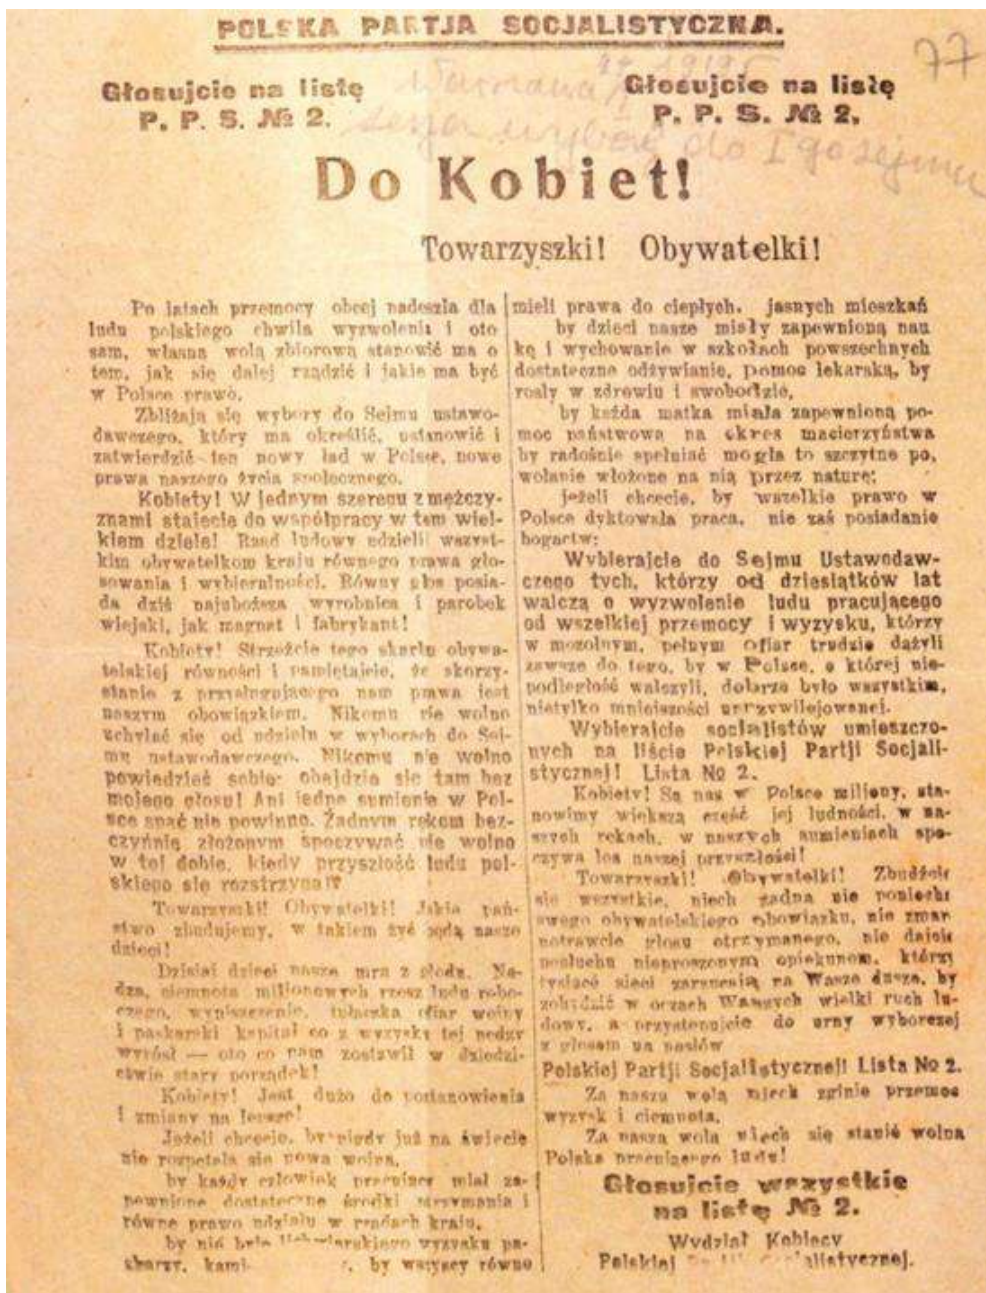 POLSKA PARTJA SOCJALISTYCZNA.
77
Głosujcie na listę
P. P. S. № 2.
Głosujcie na listę
P. P. S. № 2.
Warszawa 1919
do I go sejmu
Do Kobiet!
Towarzyszki! Obywatelki!
Po latach przemocy obcej nadeszla dla
ludu polskiego chwila wyzwolenia i oto
sam, własną wolą zbiorową stanowić ma o
tem, jak się dalej rządzić i jakie ma być
w Polsce prawo.
Zbliżają się wybory do Sejmu ustawo-
dawczego, który ma określić, ustanowić i
zatwierdzić ten nowy ład w Polsce, nowe
prawa naszego życia społecznego.
Kobiety! W jednym szeregu z mężczy-
znami stajecie do współpracy w tem wiel-
kiem dziele! Rząd ludowy udzielił wszyst-
kim obywatelkom kraju równego prawa gło-
sowania i wybieralności. Równy głos posia-
da dziś najuboższa wyrobnica i parobek
wiejski, jak magnat i fabrykant!
Kobiety! Strzeżcie tego skarbu obywa-
telskiej równości i pamiętajcie, że skorzy-
stanie z przysługującego nam prawa jest
naszym obowiązkiem. Nikomu nie wolno
uchylać się od udziału w wyborach do Sej-
mu ustawodawczego. Nikomu nie wolno
powiedzieć sobie: obejdzie się tam bez
mojego głosu! Ani jedno sumienie w Pol-
sce spać nie powinno. Żadnym rękom bez-
czynnie złożonym spoczywać nie wolno
w tej dobie, kiedy przyszłość ludu pol-
skiego się rozstrzyga!
Towarzyszki! Obywatelki! Jakie pań-
stwo zbudujemy, w takiem żyć będą nasze
dzieci!
Dzisiaj dzieci nasze mrą z głodu. Nę-
dza, ciemnota milionowych rzesz ludu robo-
czego, wyniszczenie, tułaczka ofiar wojny
i paskarski kapitał co z wyzysku tej nędzy
wyrósł — oto co nam zostawił w dziedzi-
ctwie stary porządek!
Kobiety! Jest dużo do postanowienia
i zmiany na lepsze!
Jeżeli chcecie, by nigdy już na świecie
nie rozpętała się nowa wojna,
by każdy człowiek pracujący miał za-
pewnione dostateczne środki utrzymania i
równe prawo udziału w rządach kraju,
by nie było lichwiarskiego wyzysku pa-
skarzy, by wszyscy równo
mieli prawa do ciepłych, jasnych mieszkań
by dzieci nasze miały zapewnioną nau
kę i wychowanie w szkołach powszechnych
dostateczne odżywianie, pomoc lekarską, by
rosły w zdrowiu i swobodzie,
by każda matka miała zapewnioną po-
moc państwową na okres macierzyństwa
by radośnie spełniać mogła to szczytne po,
wołanie włożone na nią przez naturę;
jeżeli chcecie, by wszelkie prawo w
Polsce dyktowała praca, nie zaś posiadanie
bogactw:
Wybierajcie do Sejmu Ustawodaw-
czego tych, którzy od dziesiątków lat
walczą o wyzwolenie ludu pracującego
od wszelkiej przemocy i wyzysku, którzy
w mozolnym, pełnym ofiar trudzie dążyli
zawsze do tego, by w Polsce, o której nie-
podległość walczyli, dobrze było wszystkim,
nietylko mniejszości uprzywilejowanej.
Wybierajcie socjalistów umieszczo-
nych na liście Polskiej Partji Socjali-
stycznej! Lista No 2.
Kobiety! Są nas w Polsce miliony, sta-
nowimy większą część jej ludności, w na-
szych rękach, w naszych sumieniach spo-
czywa los naszej przyszłości!
Towarzyszki! Obywatelki! Zbudźcie
się wszystkie, niech żadna nie poniecha
swego obywatelskiego obowiązku, nie zmar
notrawcie głosu otrzymanego, nie dajcie
posłuchu nieproszonym opiekunom, którzy
tysiące sieci zarzucają na Wasze dusze, by
zohydzić w oczach Waszych wielki ruch lu-
dowy, a przystępujcie do urny wyborczej
z głosem na posłów
Polskiej Partji Socjalistycznej! Lista No 2.
Za naszą wolą niech zginie przemoc
wyzysk i ciemnota,
Za naszą wolą niech się stanie wolna
Polska pracującego ludu!
Głosujcie wszystkie
na listę № 2.
Wydział Kobiecy
Polskiej Socjalistycznej.